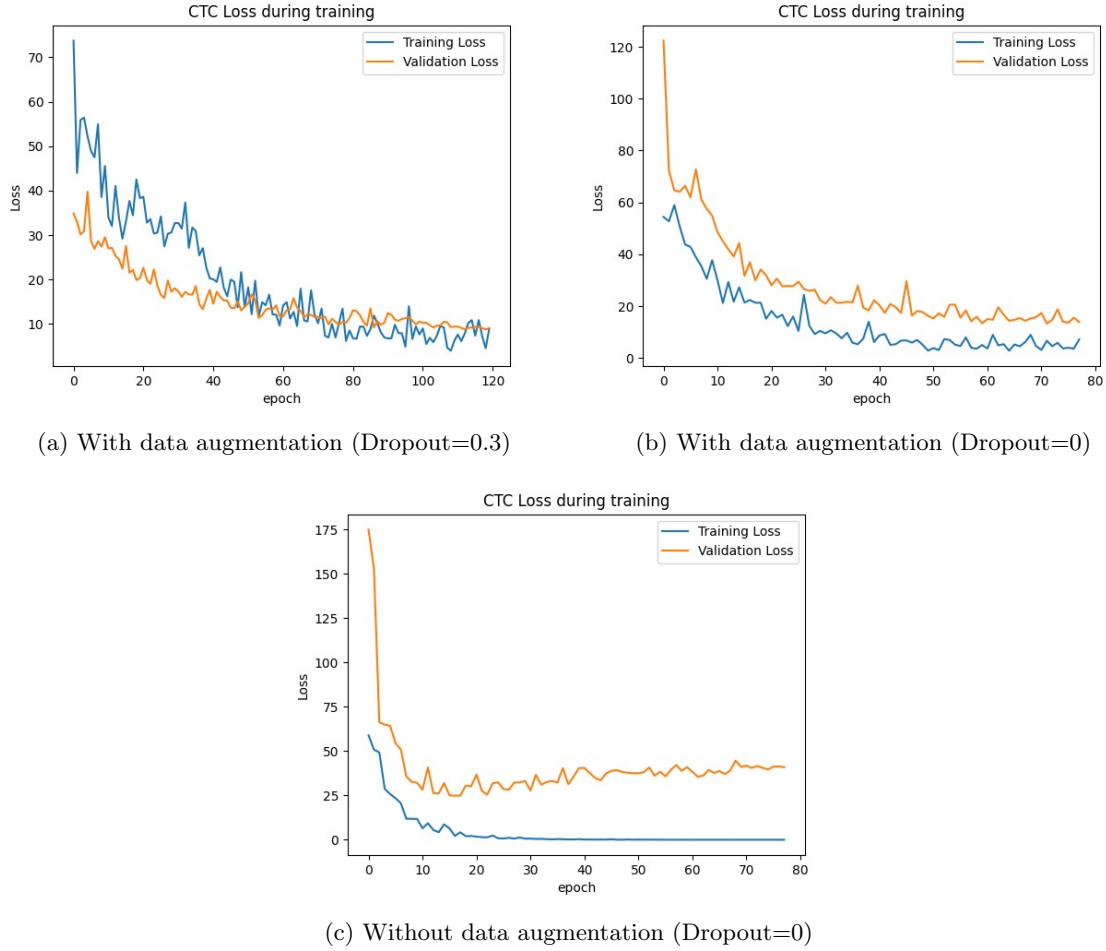 CTC Loss during training
Training Loss
Validation Loss
70
60
50
40
30
20
10
Loss
0 20 40 60 80 100 120
epoch
(a) With data augmentation (Dropout=0.3)
CTC Loss during training
Training Loss
Validation Loss
120
100
80
60
40
20
0
Loss
0 10 20 30 40 50 60 70 80
epoch
(b) With data augmentation (Dropout=0)
CTC Loss during training
Training Loss
Validation Loss
175
150
125
100
75
50
25
0
Loss
0 10 20 30 40 50 60 70 80
epoch
(c) Without data augmentation (Dropout=0)